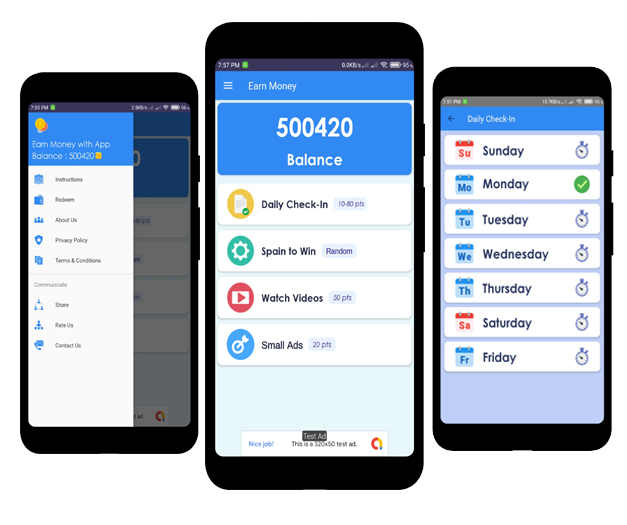 7:55 PM
2.5KB/s
95
Earn Money with App
Balance : 500420
Instructions
Redeem
About Us
Privacy Policy
Terms & Conditions
Communicate
Share
Rate Us
Contact Us
st ad.
7:57 PM
0.0KB/s
95
Earn Money
500420
Balance
Daily Check-In 10-80 pts
Spain to Win Random
Watch Videos 50 pts
Small Ads 20 pts
Test Ad
Nice job! This is a 320x50 test ad.
7:51 PM
15.7KB/s
Daily Check-In
Su Sunday
Mo Monday
Tu Tuesday
We Wednesday
Th Thursday
Sa Saturday
Fr Friday